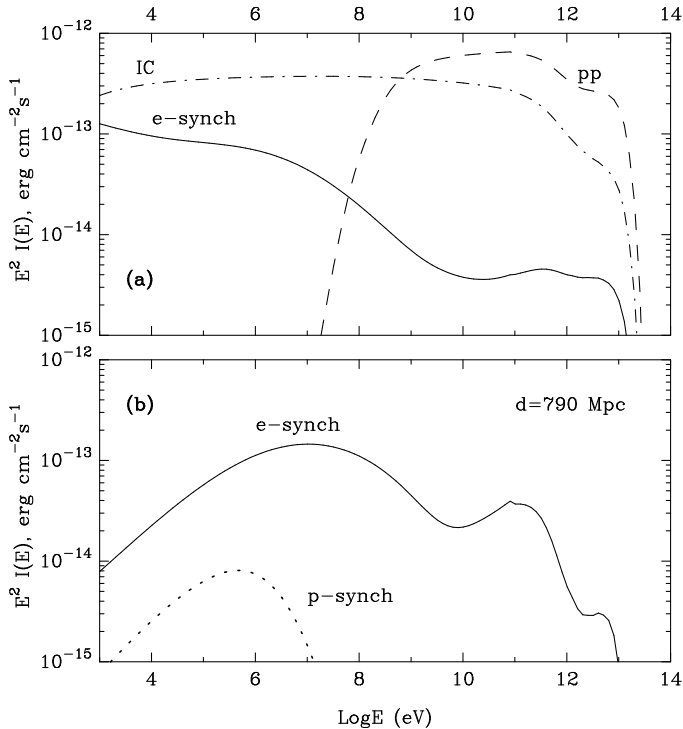 4 6 8 10 12 14
10⁻¹²
10⁻¹³
10⁻¹⁴
10⁻¹⁵
E² I(E), erg cm⁻²s⁻¹
IC
pp
e−synch
(a)
10⁻¹²
10⁻¹³
10⁻¹⁴
10⁻¹⁵
E² I(E), erg cm⁻²s⁻¹
(b)
d=790 Mpc
e−synch
p−synch
4 6 8 10 12 14
LogE (eV)